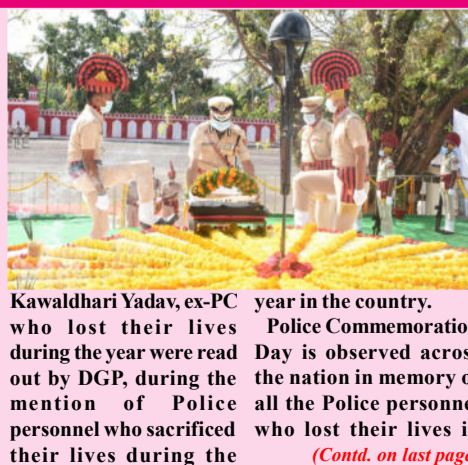 Kawaldhari Yadav, ex-PC
who lost their lives
during the year were read
out by DGP, during the
mention of Police
personnel who sacrificed
their lives during the
year in the country.
Police Commemoratio
Day is observed acros
the nation in memory o
all the Police personne
who lost their lives i
(Contd. on last page